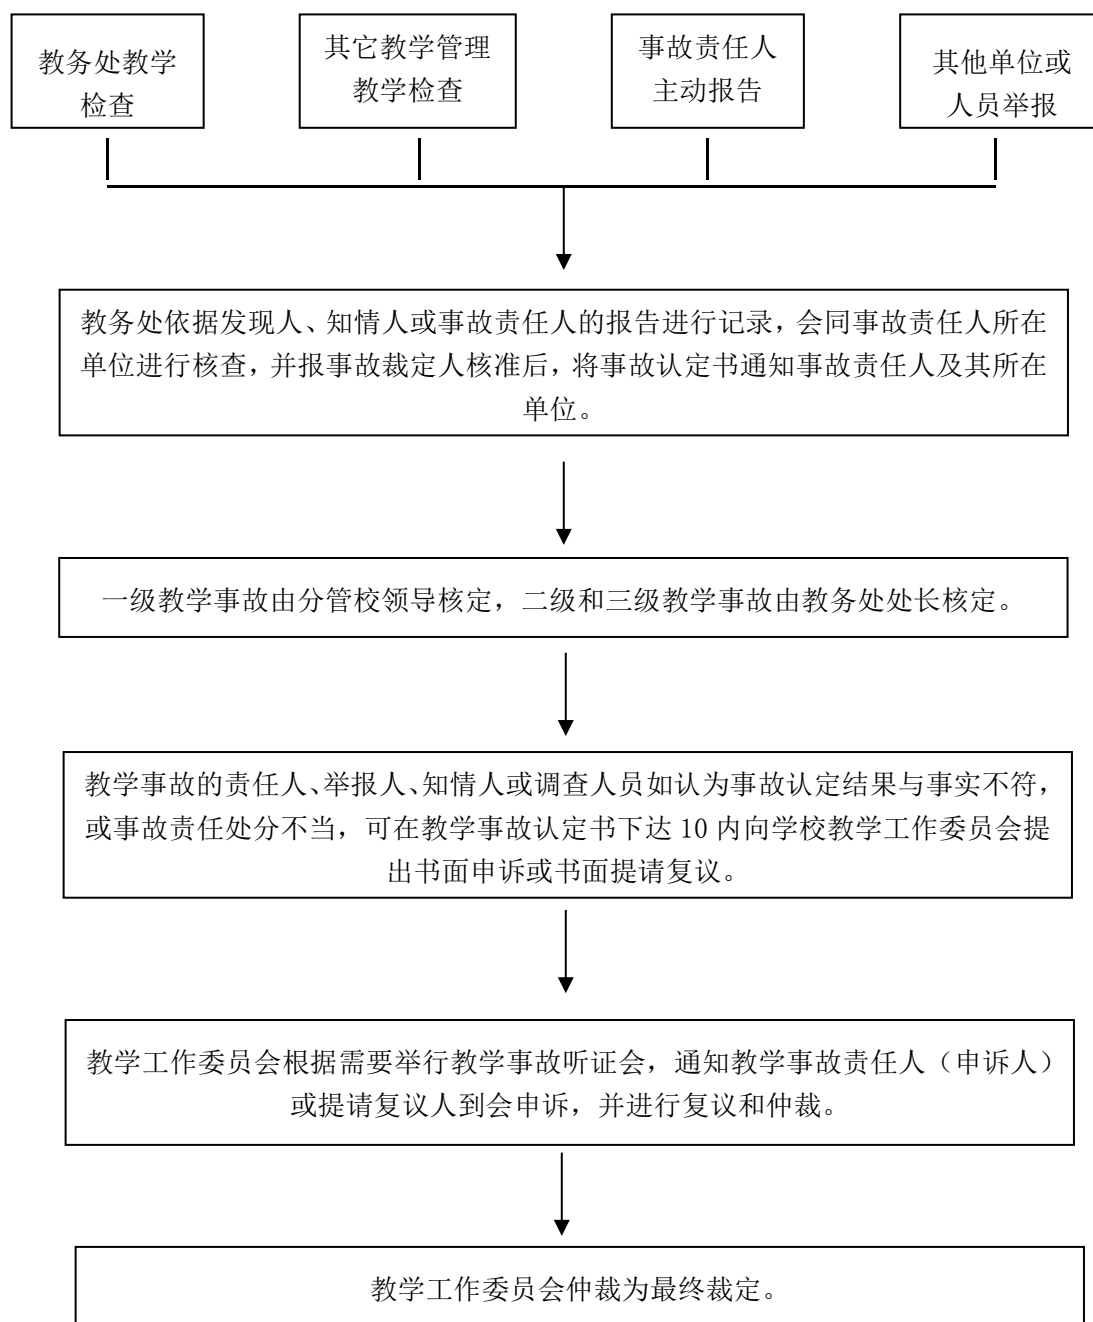 教务处教学
检查
其它教学管理
教学检查
事故责任人
主动报告
其他单位或
人员举报
教务处依据发现人、知情人或事故责任人的报告进行记录，会同事故责任人所在
单位进行核查，并报事故裁定人核准后，将事故认定书通知事故责任人及其所在
单位。
一级教学事故由分管校领导核定，二级和三级教学事故由教务处处长核定。
教学事故的责任人、举报人、知情人或调查人员如认为事故认定结果与事实不符，
或事故责任处分不当，可在教学事故认定书下达 10 内向学校教学工作委员会提
出书面申诉或书面提请复议。
教学工作委员会根据需要举行教学事故听证会，通知教学事故责任人（申诉人）
或提请复议人到会申诉，并进行复议和仲裁。
教学工作委员会仲裁为最终裁定。